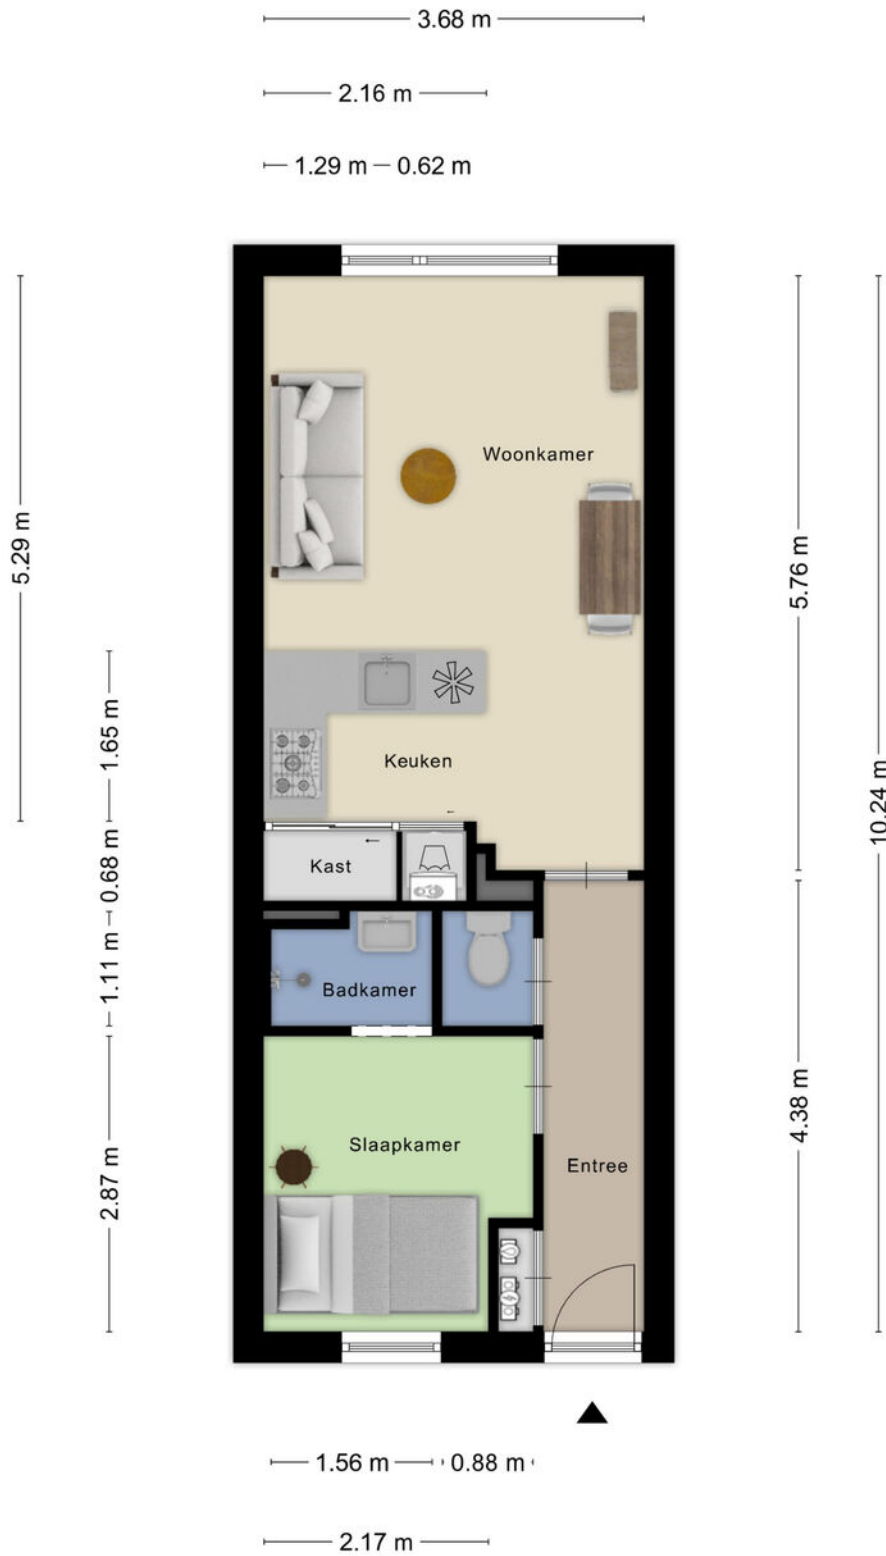 3.68 m
2.16 m
1.29 m
0.62 m
Woonkamer
5.29 m
5.76 m
1.65 m
Keuken
10.24 m
0.68 m
Kast
1.11 m
Badkamer
4.38 m
2.87 m
Slaapkamer
Entree
1.56 m
0.88 m
2.17 m